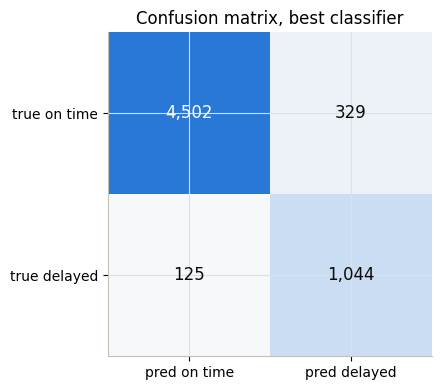 Confusion matrix, best classifier
true on time 4,502 329
true delayed 125 1,044
pred on time pred delayed